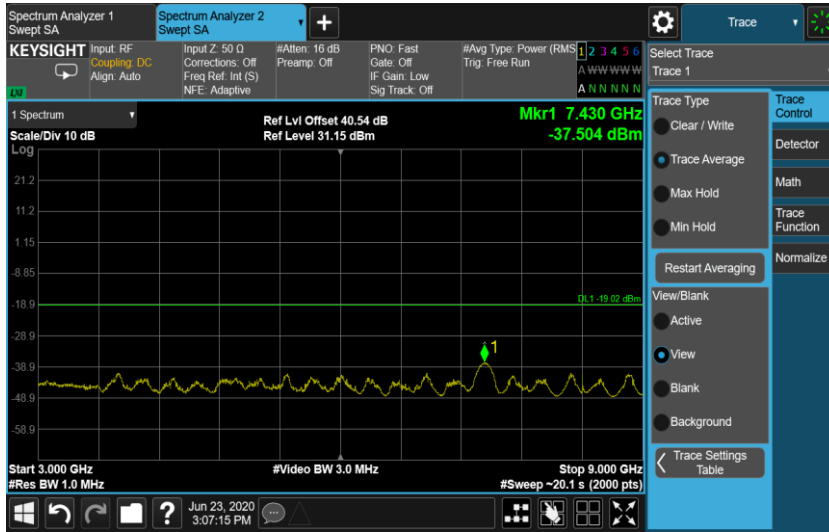 Spectrum Analyzer 1
Swept SA
Spectrum Analyzer 2
Swept SA
+
Trace
KEYSIGHT
Input: RF
Coupling: DC
Align: Auto
LXI
Input Z: 50 Ω
Corrections: Off
Freq Ref: Int (S)
NFE: Adaptive
#Atten: 16 dB
Preamp: Off
PNO: Fast
Gate: Off
IF Gain: Low
Sig Track: Off
#Avg Type: Power (RMS
Trig: Free Run
1 2 3 4 5 6
A W W W W W
A N N N N N
Select Trace
Trace 1
1 Spectrum
Scale/Div 10 dB
Log
Ref Lvl Offset 40.54 dB
Ref Level 31.15 dBm
Mkr1 7.430 GHz
-37.504 dBm
21.2
11.2
1.15
-8.85
-18.9
-28.9
-38.9
-48.9
-58.9
DL1 -19.02 dBm
1
Start 3.000 GHz
#Res BW 1.0 MHz
#Video BW 3.0 MHz
Stop 9.000 GHz
#Sweep ~20.1 s (2000 pts)
Trace Type
Clear / Write
Trace Average
Max Hold
Min Hold
Restart Averaging
View/Blank
Active
View
Blank
Background
Trace Settings
Table
Trace
Control
Detector
Math
Trace
Function
Normalize
?
Jun 23, 2020
3:07:15 PM